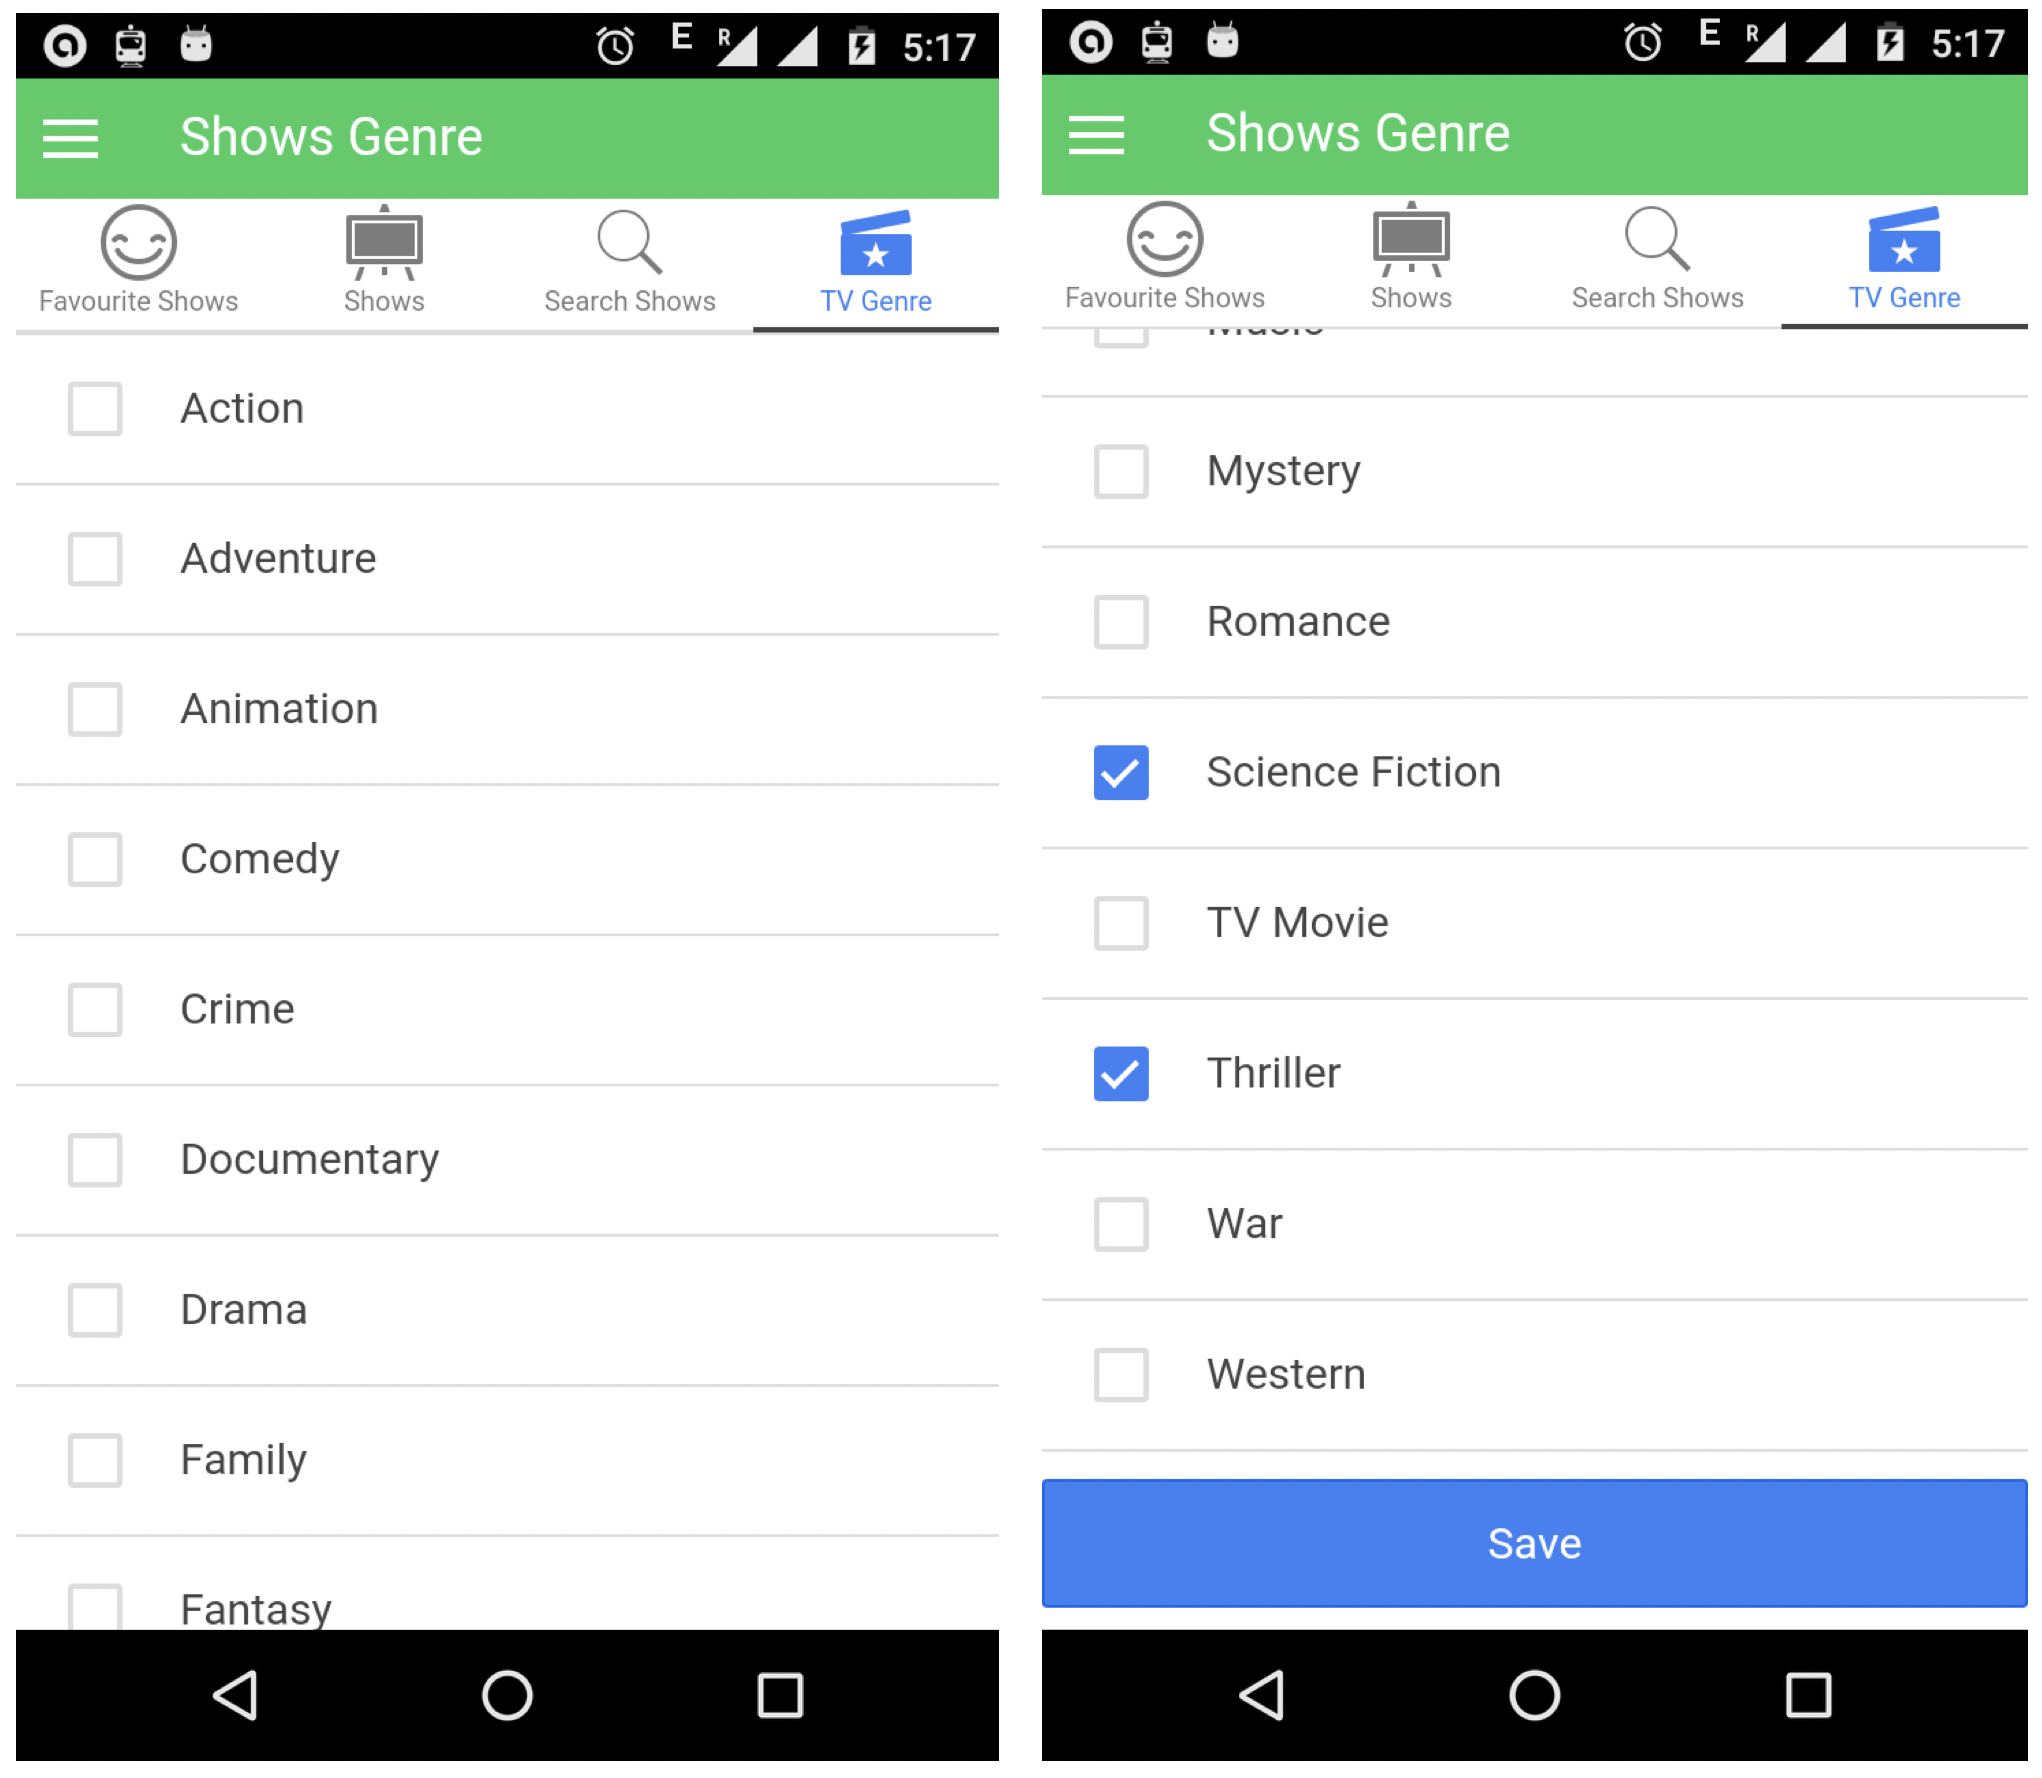 E R 5:17
Shows Genre
Favourite Shows Shows Search Shows TV Genre
Action
Adventure
Animation
Comedy
Crime
Documentary
Drama
Family
Fantasy
E R 5:17
Shows Genre
Favourite Shows Shows Search Shows TV Genre
Music
Mystery
Romance
Science Fiction
TV Movie
Thriller
War
Western
Save